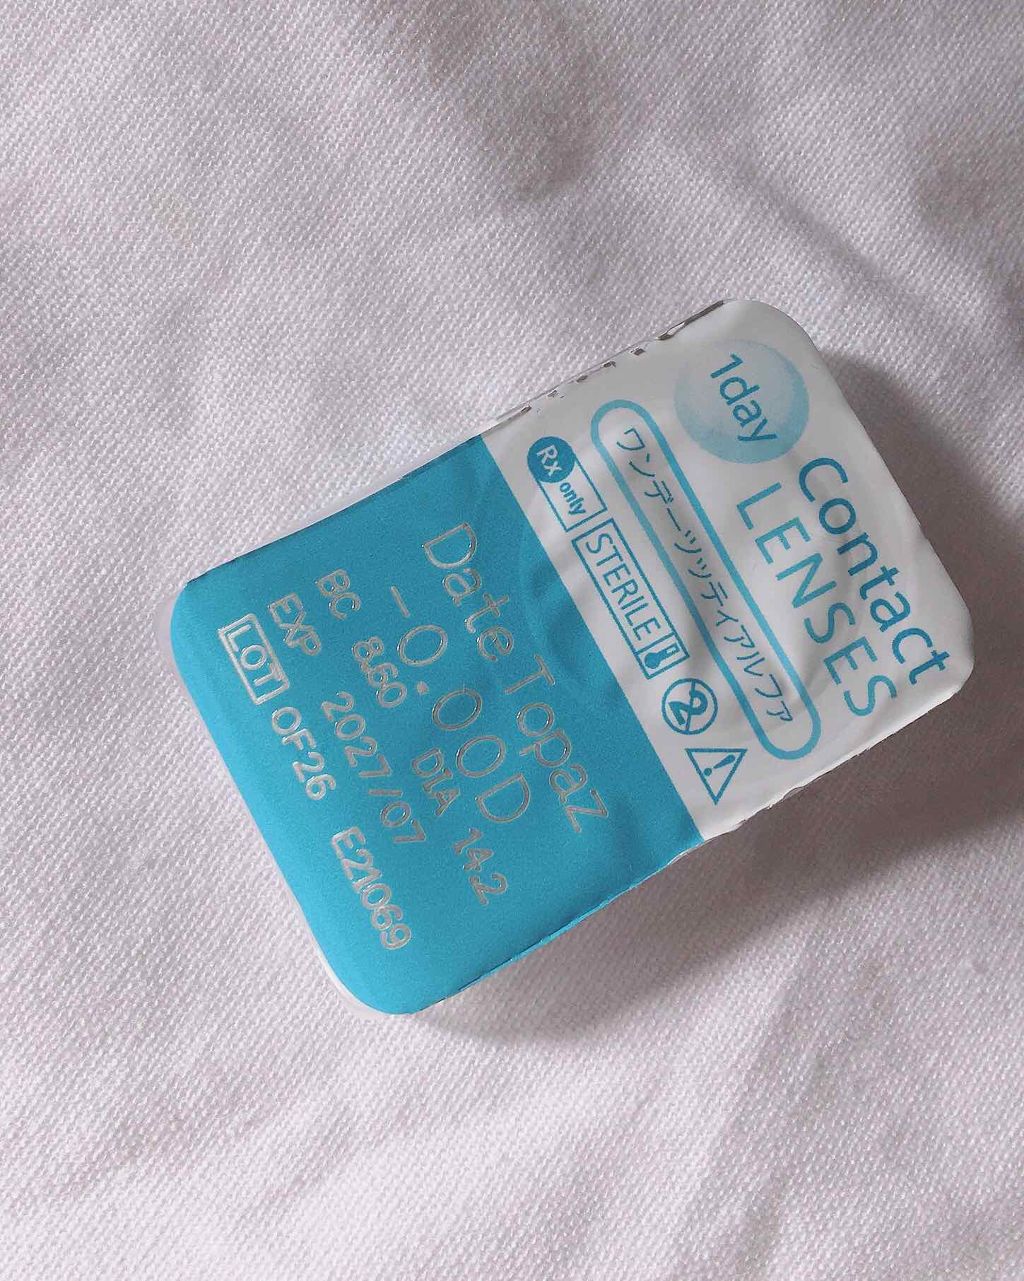 1day
Contact
LENSES
ワンデーツッティアルファ
Rx only
STERILE
2
Date Topaz
-0.00D
BC 8.60 DIA 14.2
EXP 2027/07
LOT OF26 E21069